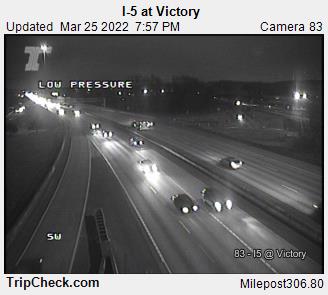 I-5 at Victory
Updated Mar 25 2022 7:57 PM Camera 83
T
LOW PRESSURE
SW
83 - I5 @ Victory
TripCheck.com Milepost306.80